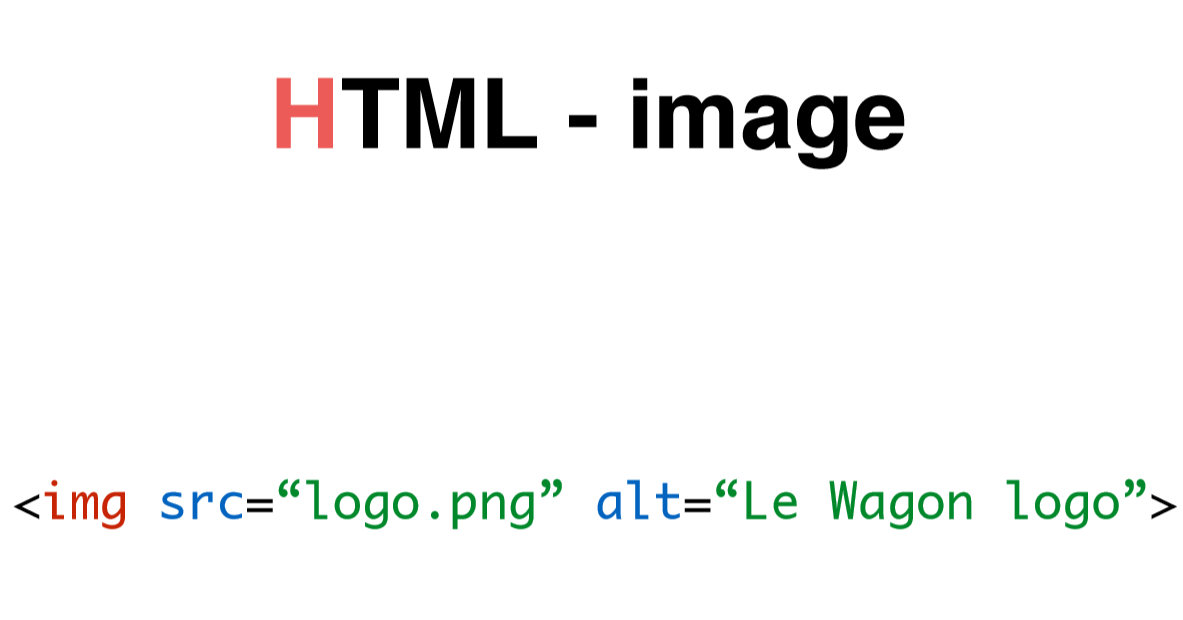 HTML - image
<img src=“logo.png” alt=“Le Wagon logo”>